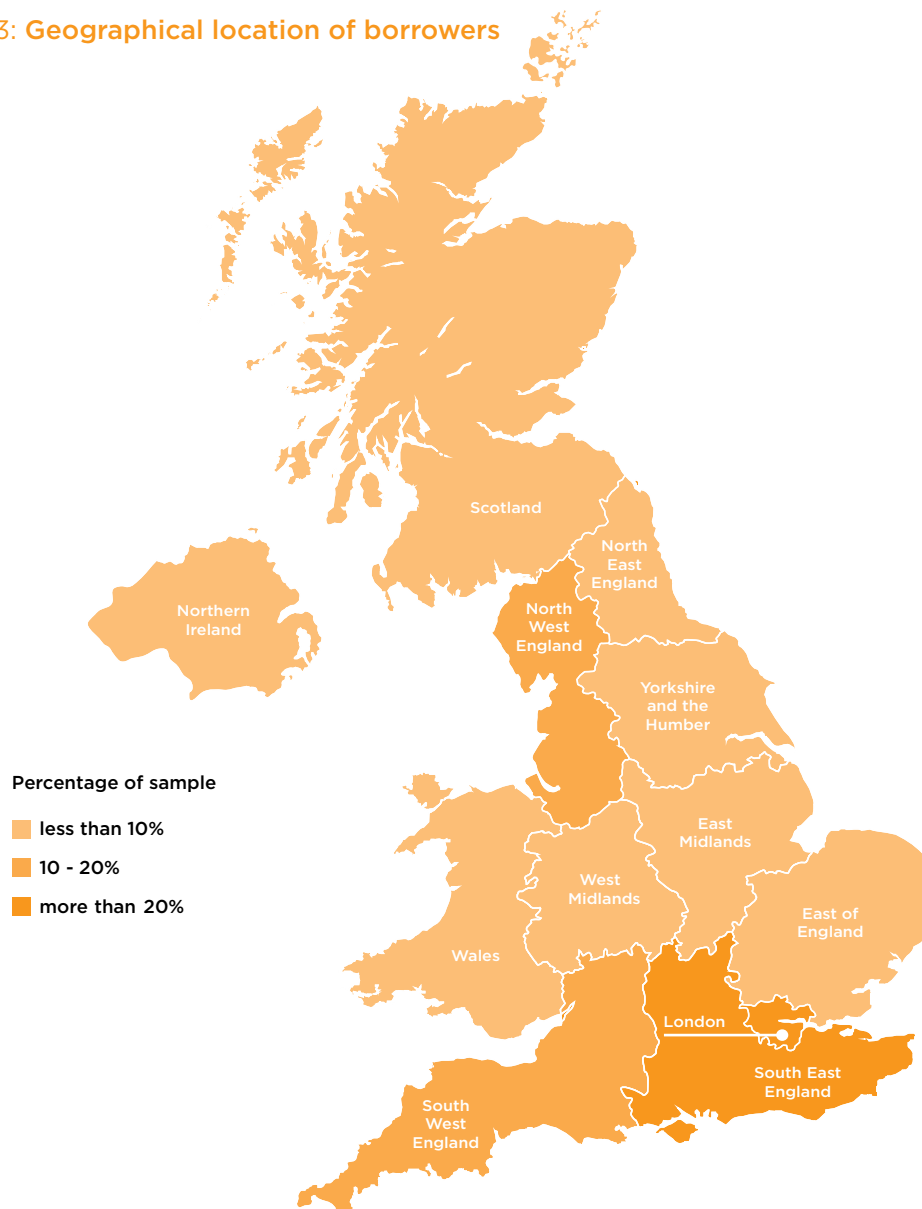 3: Geographical location of borrowers
Scotland
North
East
England
Northern
Ireland
North
West
England
Yorkshire
and the
Humber
Percentage of sample
less than 10%
10 - 20%
more than 20%
East
Midlands
West
Midlands
East of
England
Wales
London
South East
England
South
West
England